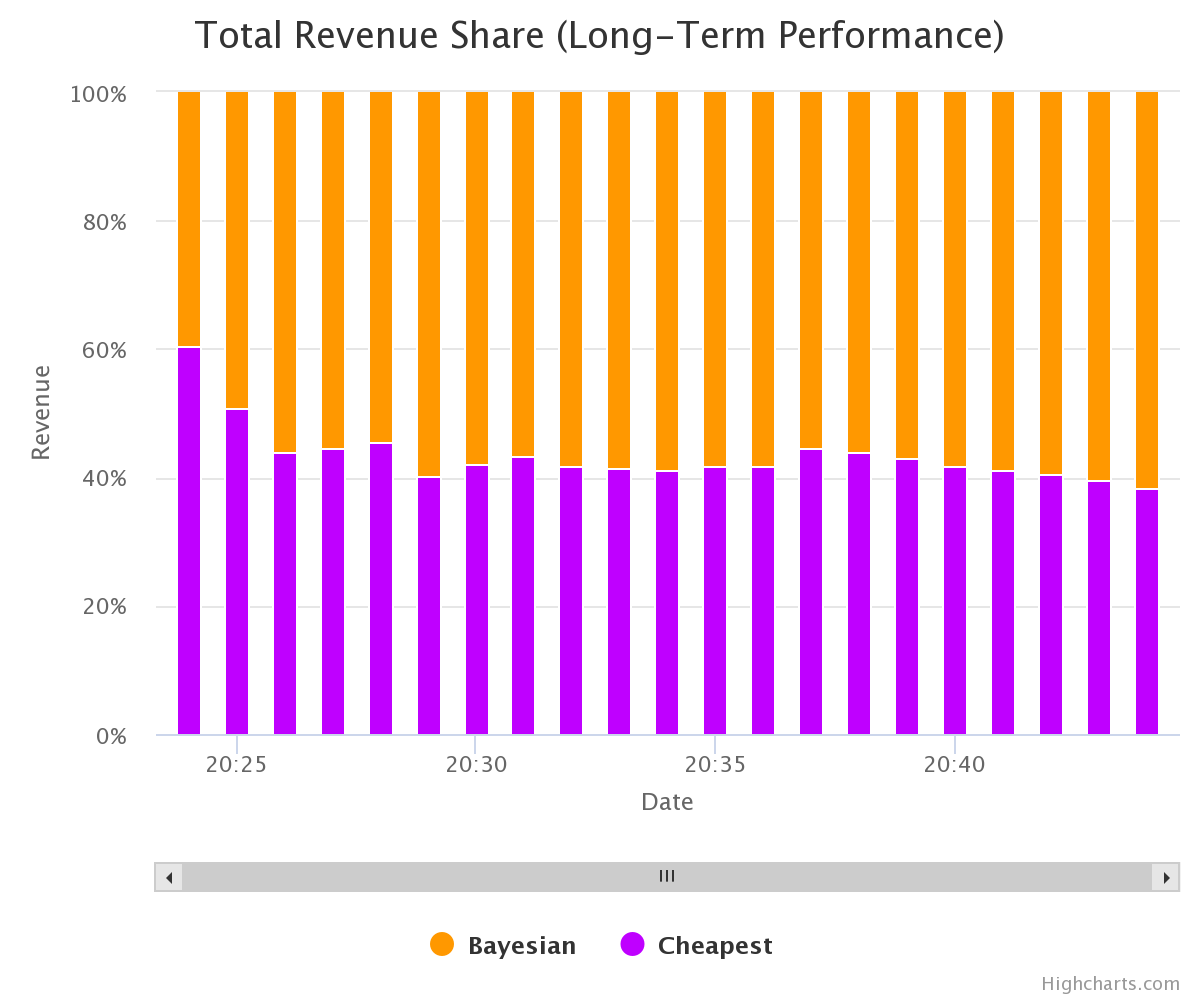 Total Revenue Share (Long-Term Performance)
100%
80%
60%
40%
20%
0%
Revenue
20:25 20:30 20:35 20:40
Date
Bayesian Cheapest
Highcharts.com